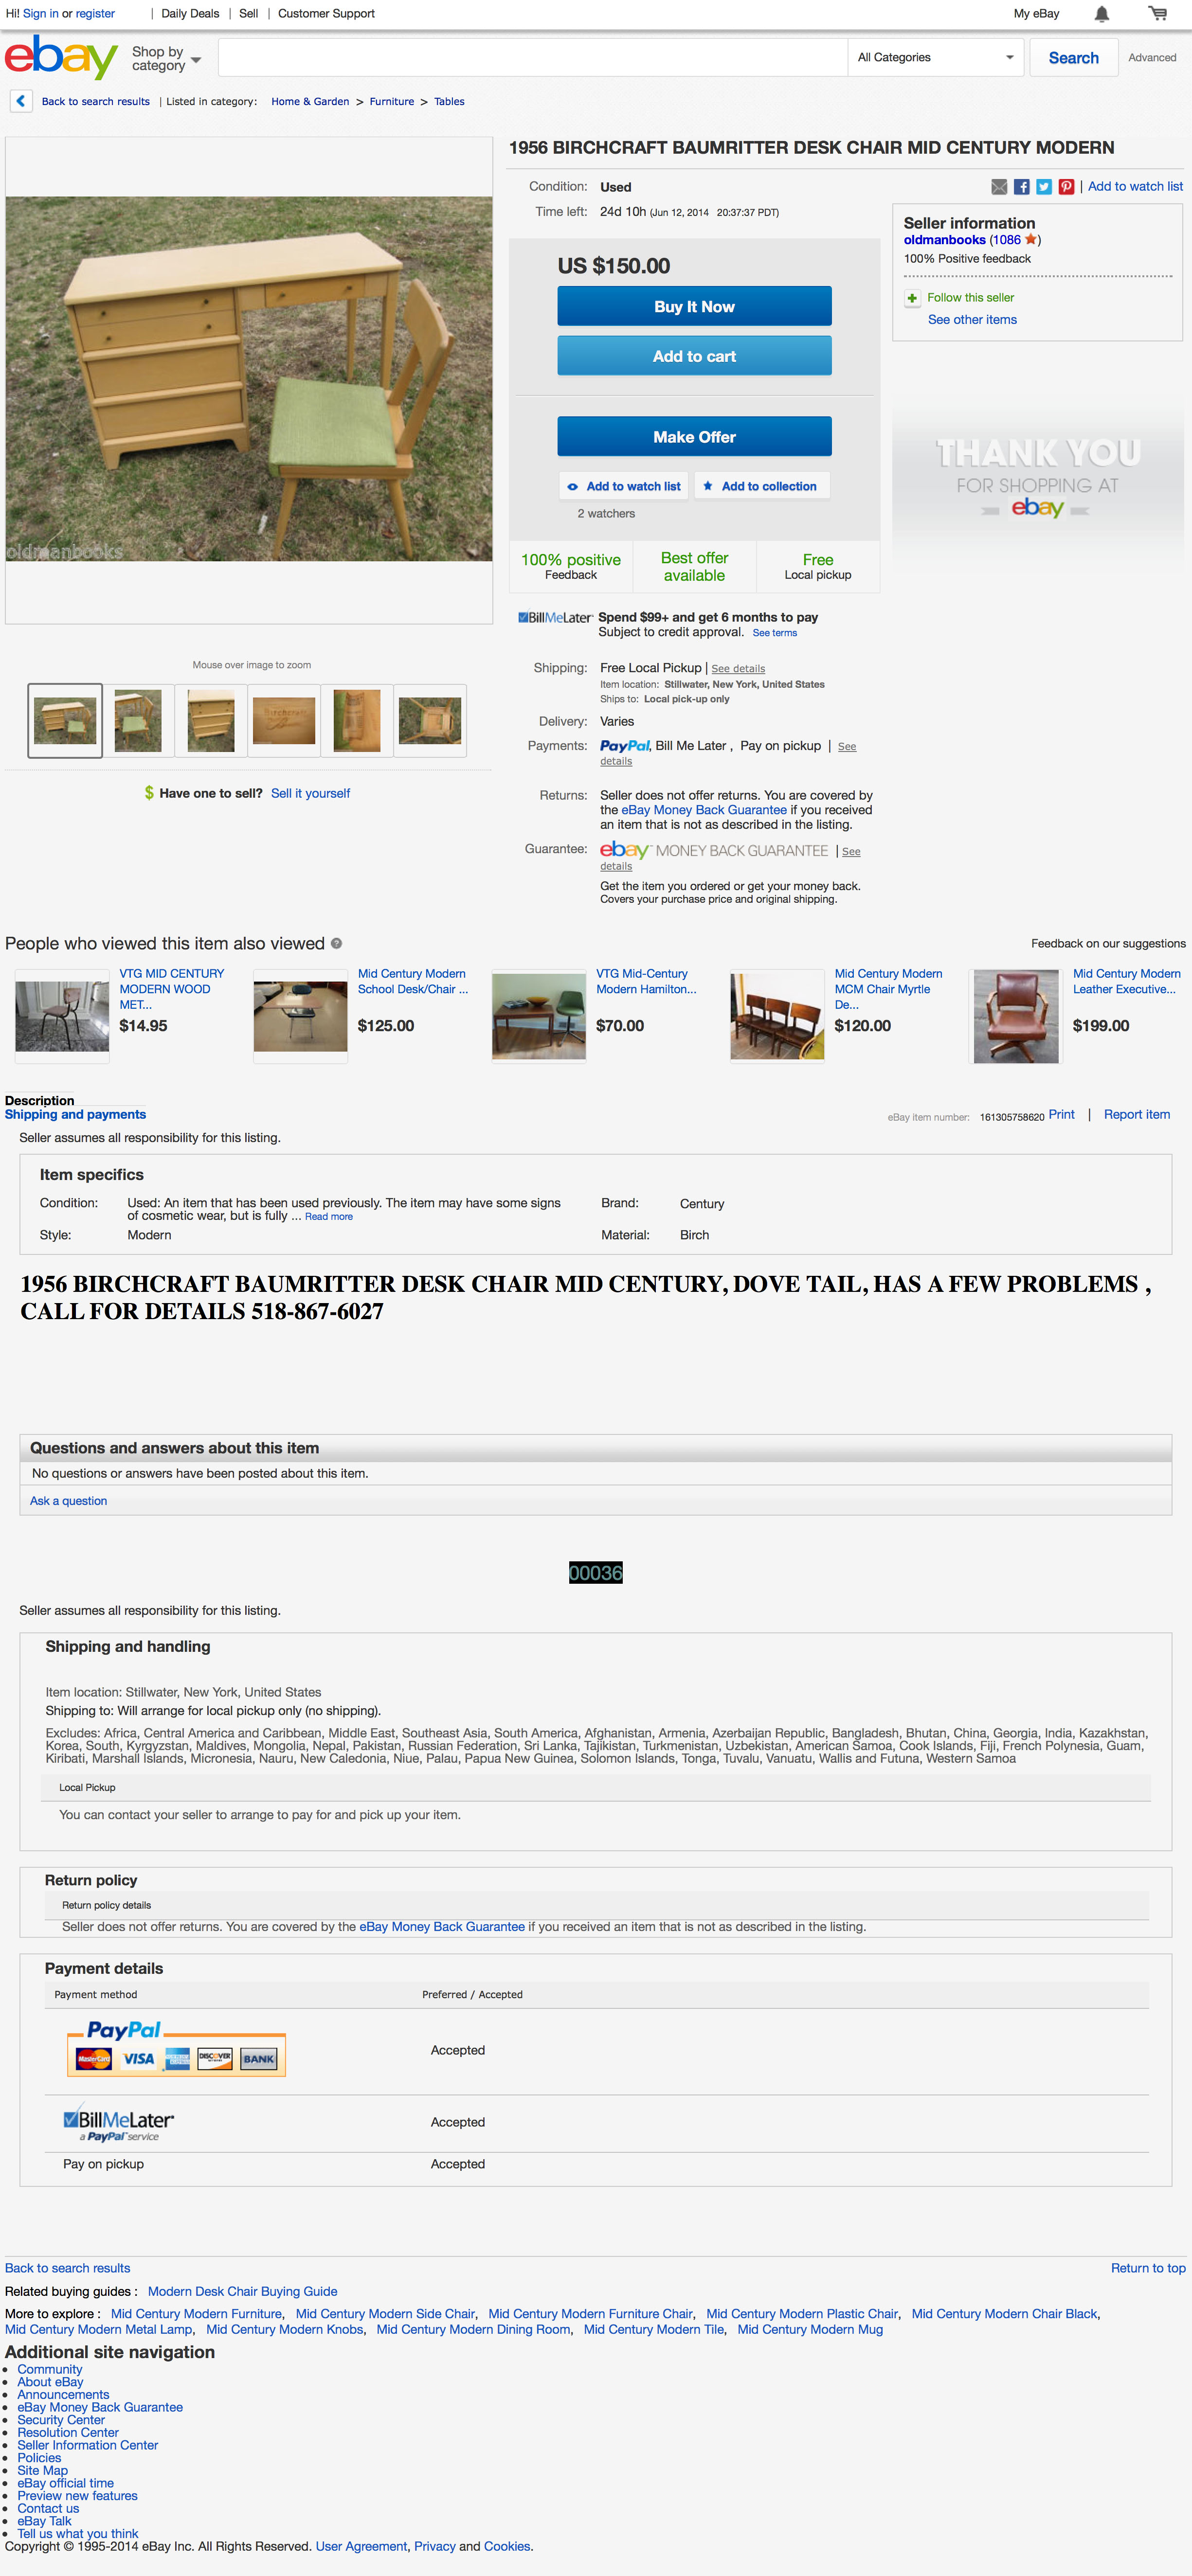 Hi! Sign in or register | Daily Deals | Sell | Customer Support My eBay
ebay Shop by category All Categories Search Advanced
Back to search results | Listed in category: Home & Garden > Furniture > Tables
1956 BIRCHCRAFT BAUMRITTER DESK CHAIR MID CENTURY MODERN
Condition: Used
Add to watch list
Time left: 24d 10h (Jun 12, 2014 20:37:37 PDT)
Seller information
oldmanbooks (1086 )
100% Positive feedback
Follow this seller
See other items
US $150.00
Buy It Now
Add to cart
Make Offer
Add to watch list Add to collection
2 watchers
100% positive Feedback
Best offer available
Free Local pickup
THANK YOU
FOR SHOPPING AT
ebay
oldmanbooks
Mouse over image to zoom
Birchcraft
Have one to sell? Sell it yourself
BillMeLater Spend $99+ and get 6 months to pay
Subject to credit approval. See terms
Shipping: Free Local Pickup | See details
Item location: Stillwater, New York, United States
Ships to: Local pick-up only
Delivery: Varies
Payments: PayPal, Bill Me Later , Pay on pickup | See
details
Returns: Seller does not offer returns. You are covered by
the eBay Money Back Guarantee if you received
an item that is not as described in the listing.
Guarantee: ebay MONEY BACK GUARANTEE | See
details
Get the item you ordered or get your money back.
Covers your purchase price and original shipping.
People who viewed this item also viewed ? Feedback on our suggestions
VTG MID CENTURY
MODERN WOOD
MET...
$14.95
Mid Century Modern
School Desk/Chair ...
$125.00
VTG Mid-Century
Modern Hamilton...
$70.00
Mid Century Modern
MCM Chair Myrtle
De...
$120.00
Mid Century Modern
Leather Executive...
$199.00
Description
Shipping and payments eBay item number: 161305758620 Print | Report item
Seller assumes all responsibility for this listing.
Item specifics
Condition: Used: An item that has been used previously. The item may have some signs
of cosmetic wear, but is fully ... Read more
Brand: Century
Style: Modern Material: Birch
1956 BIRCHCRAFT BAUMRITTER DESK CHAIR MID CENTURY, DOVE TAIL, HAS A FEW PROBLEMS ,
CALL FOR DETAILS 518-867-6027
Questions and answers about this item
No questions or answers have been posted about this item.
Ask a question
00036
Seller assumes all responsibility for this listing.
Shipping and handling
Item location: Stillwater, New York, United States
Shipping to: Will arrange for local pickup only (no shipping).
Excludes: Africa, Central America and Caribbean, Middle East, Southeast Asia, South America, Afghanistan, Armenia, Azerbaijan Republic, Bangladesh, Bhutan, China, Georgia, India, Kazakhstan,
Korea, South, Kyrgyzstan, Maldives, Mongolia, Nepal, Pakistan, Russian Federation, Sri Lanka, Tajikistan, Turkmenistan, Uzbekistan, American Samoa, Cook Islands, Fiji, French Polynesia, Guam,
Kiribati, Marshall Islands, Micronesia, Nauru, New Caledonia, Niue, Palau, Papua New Guinea, Solomon Islands, Tonga, Tuvalu, Vanuatu, Wallis and Futuna, Western Samoa
Local Pickup
You can contact your seller to arrange to pay for and pick up your item.
Return policy
Return policy details
Seller does not offer returns. You are covered by the eBay Money Back Guarantee if you received an item that is not as described in the listing.
Payment details
Payment method Preferred / Accepted
PayPal
MasterCard VISA AMERICAN EXPRESS DISCOVER BANK Accepted
BillMeLater
a PayPal service Accepted
Pay on pickup Accepted
Back to search results Return to top
Related buying guides : Modern Desk Chair Buying Guide
More to explore : Mid Century Modern Furniture, Mid Century Modern Side Chair, Mid Century Modern Furniture Chair, Mid Century Modern Plastic Chair, Mid Century Modern Chair Black,
Mid Century Modern Metal Lamp, Mid Century Modern Knobs, Mid Century Modern Dining Room, Mid Century Modern Tile, Mid Century Modern Mug
Additional site navigation
Community
About eBay
Announcements
eBay Money Back Guarantee
Security Center
Resolution Center
Seller Information Center
Policies
Site Map
eBay official time
Preview new features
Contact us
eBay Talk
Tell us what you think
Copyright © 1995-2014 eBay Inc. All Rights Reserved. User Agreement, Privacy and Cookies.